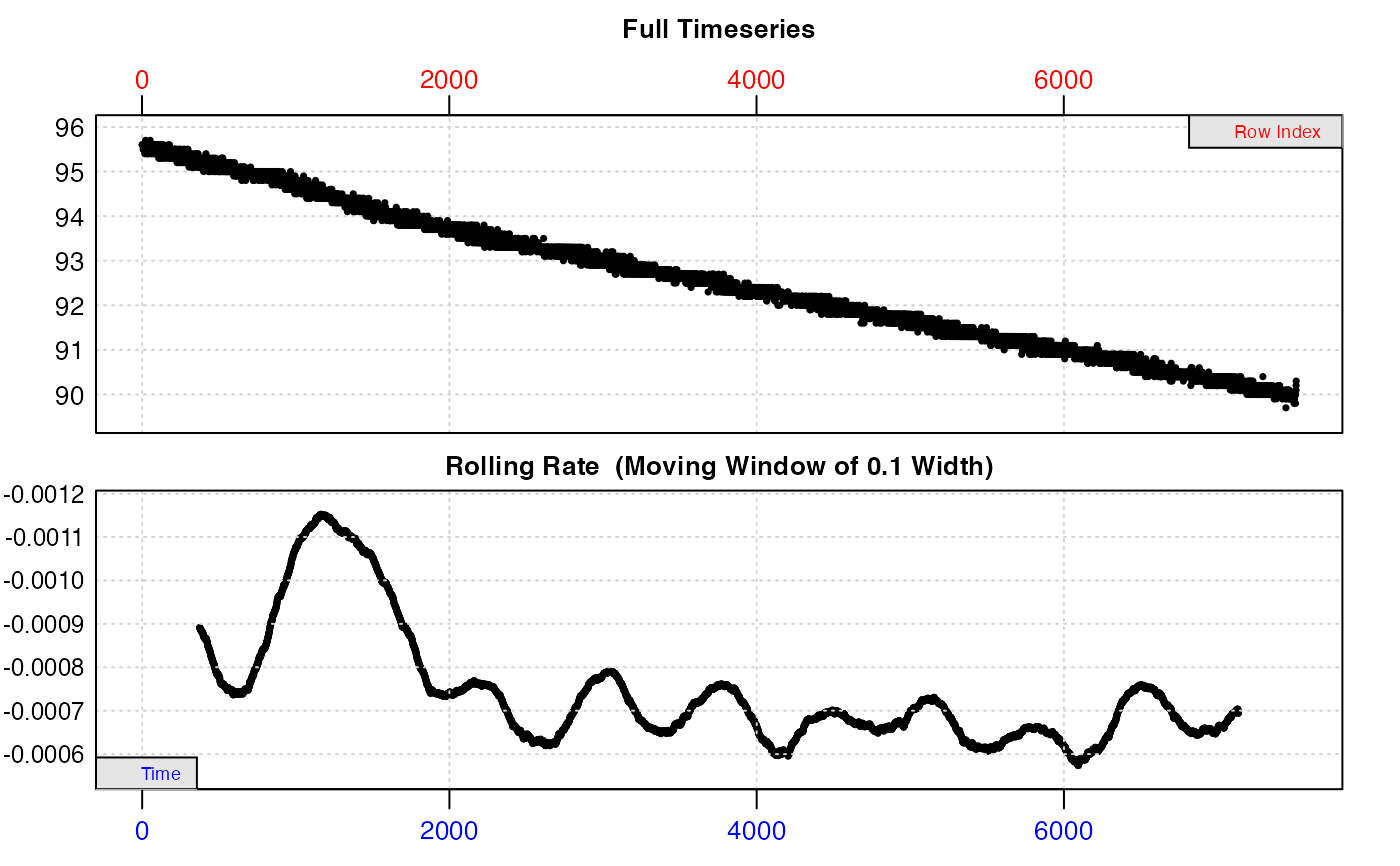 Full Timeseries
0 2000 4000 6000
Row Index
96
95
94
93
92
91
90
Rolling Rate  (Moving Window of 0.1 Width)
-0.0012
-0.0011
-0.0010
-0.0009
-0.0008
-0.0007
-0.0006
Time
0 2000 4000 6000